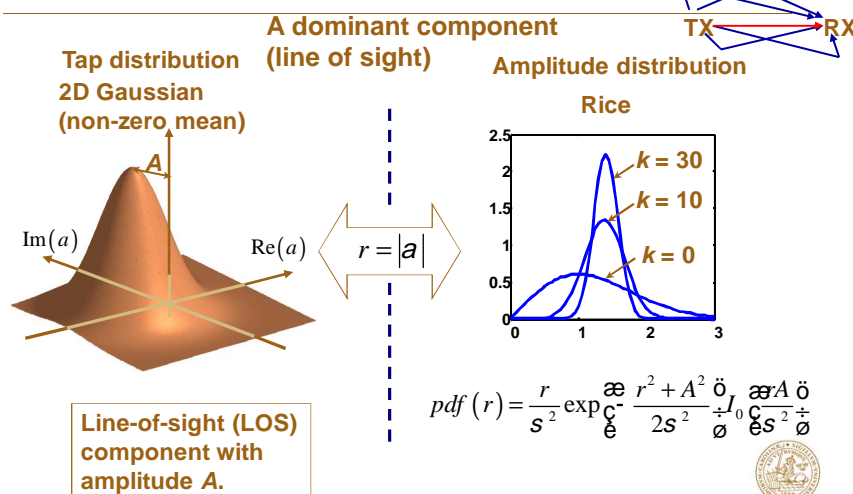 A dominant component
(line of sight)
TX RX
Tap distribution
2D Gaussian
(non-zero mean)
A
Im(a)
Re(a)
r = |a|
Amplitude distribution
Rice
2.5
2
1.5
1
0.5
0
0 1 2 3
k = 30
k = 10
k = 0
pdf (r) = r/s² exp æçè - r² + A²/2s² ö÷ø I₀ æçè rA/s² ö÷ø
Line-of-sight (LOS)
component with
amplitude A.